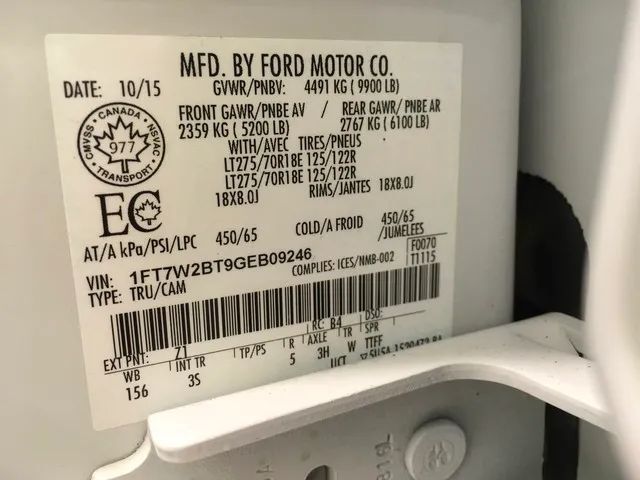 MFD. BY FORD MOTOR CO.
DATE: 10/15 GVWR/PNBV: 4491 KG ( 9900 LB)
FRONT GAWR/PNBE AV / REAR GAWR/ PNBE AR
2359 KG ( 5200 LB) 2767 KG ( 6100 LB)
WITH/AVEC TIRES/PNEUS
LT275/70R18E 125/122R
LT275/70R18E 125/122R
18X8.0J RIMS/JANTES 18X8.0J
CANADA
CMVSS 977 NSVAC
TRANSPORT
EC
AT/A kPa/PSI/LPC 450/65 COLD/A FROID 450/65 /JUMELEES
VIN: 1FT7W2BT9GEB09246 COMPLIES: ICES/NMB-002 F0070
TYPE: TRU/CAM T1115
EXT PNT: Z1 RC: B4 DSO:
WB INT TR TP/PS R AXLE TR SPR
156 3S 5 3H W TTFF